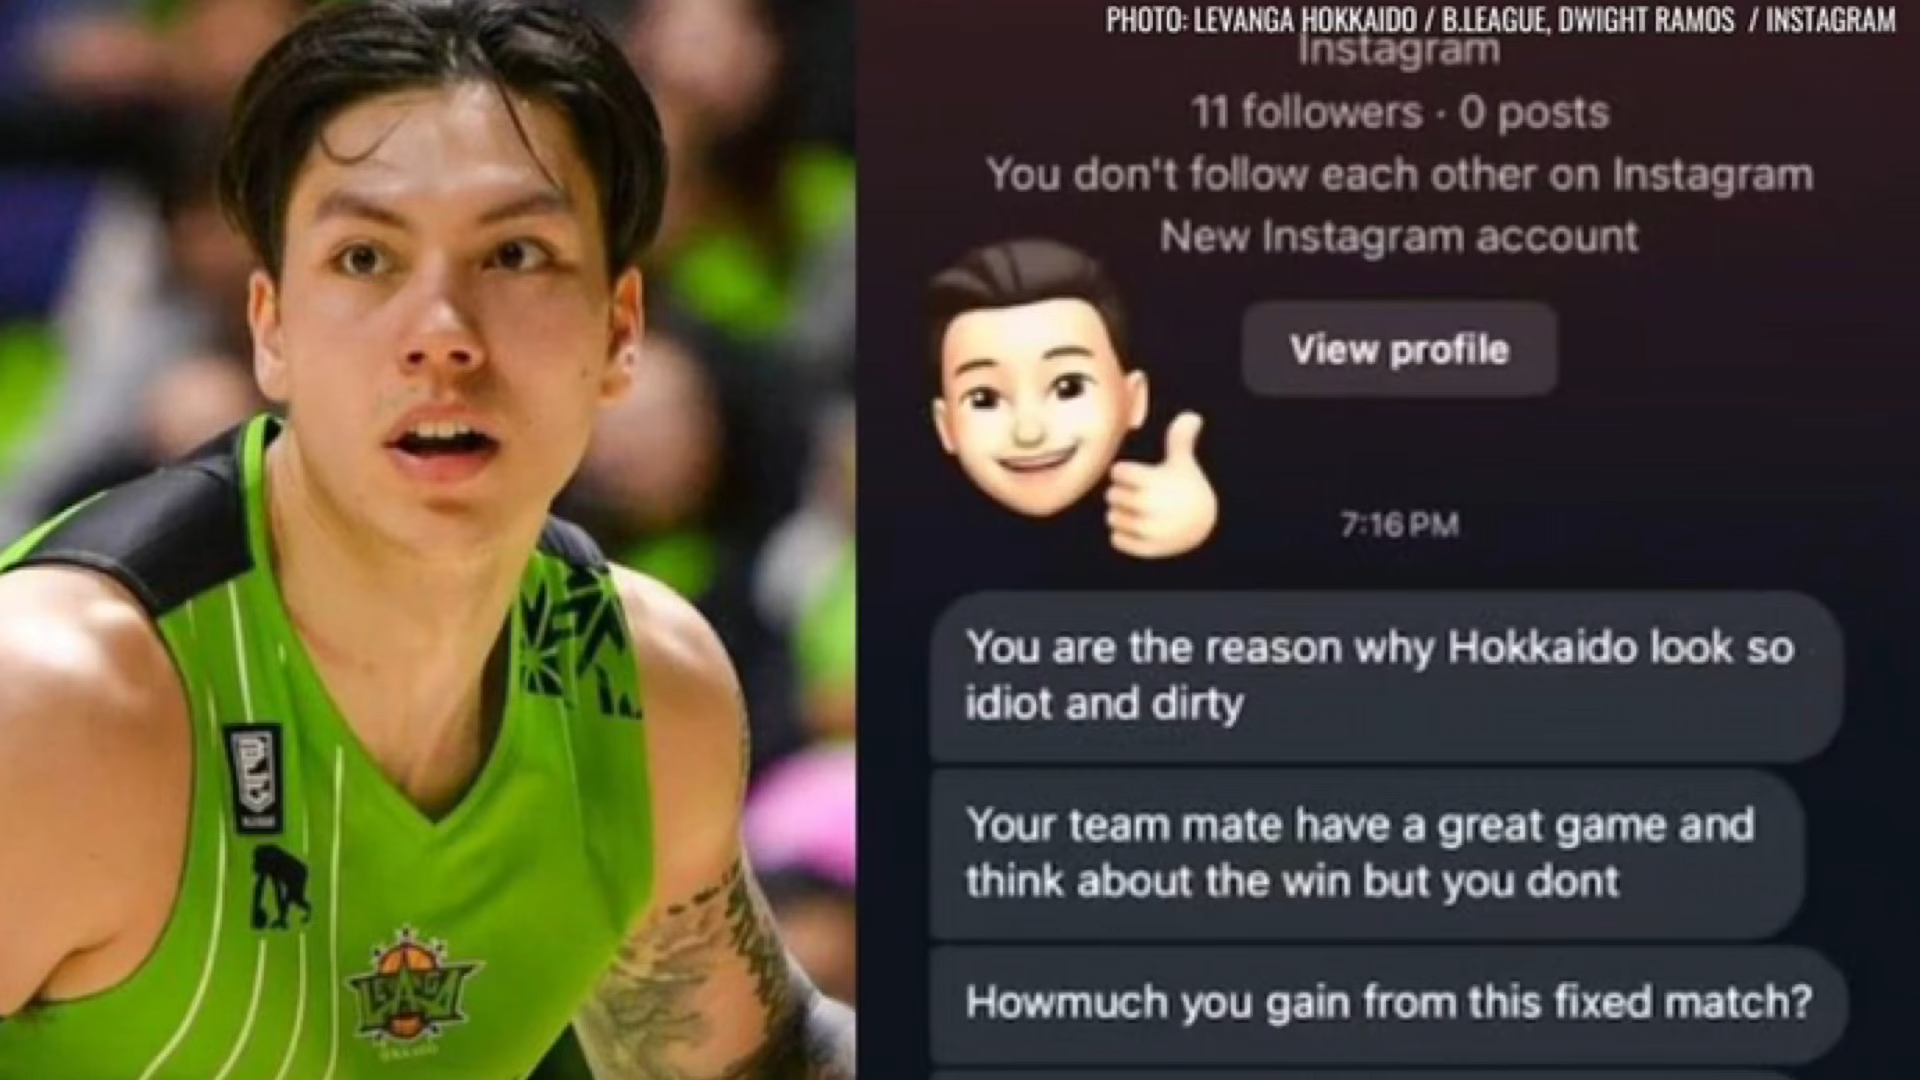 PHOTO: LEVANGA HOKKAIDO / B.LEAGUE, DWIGHT RAMOS / INSTAGRAM
Instagram
11 followers · 0 posts
You don't follow each other on Instagram
New Instagram account
View profile
7:16 PM
You are the reason why Hokkaido look so
idiot and dirty
Your team mate have a great game and
think about the win but you dont
Howmuch you gain from this fixed match?